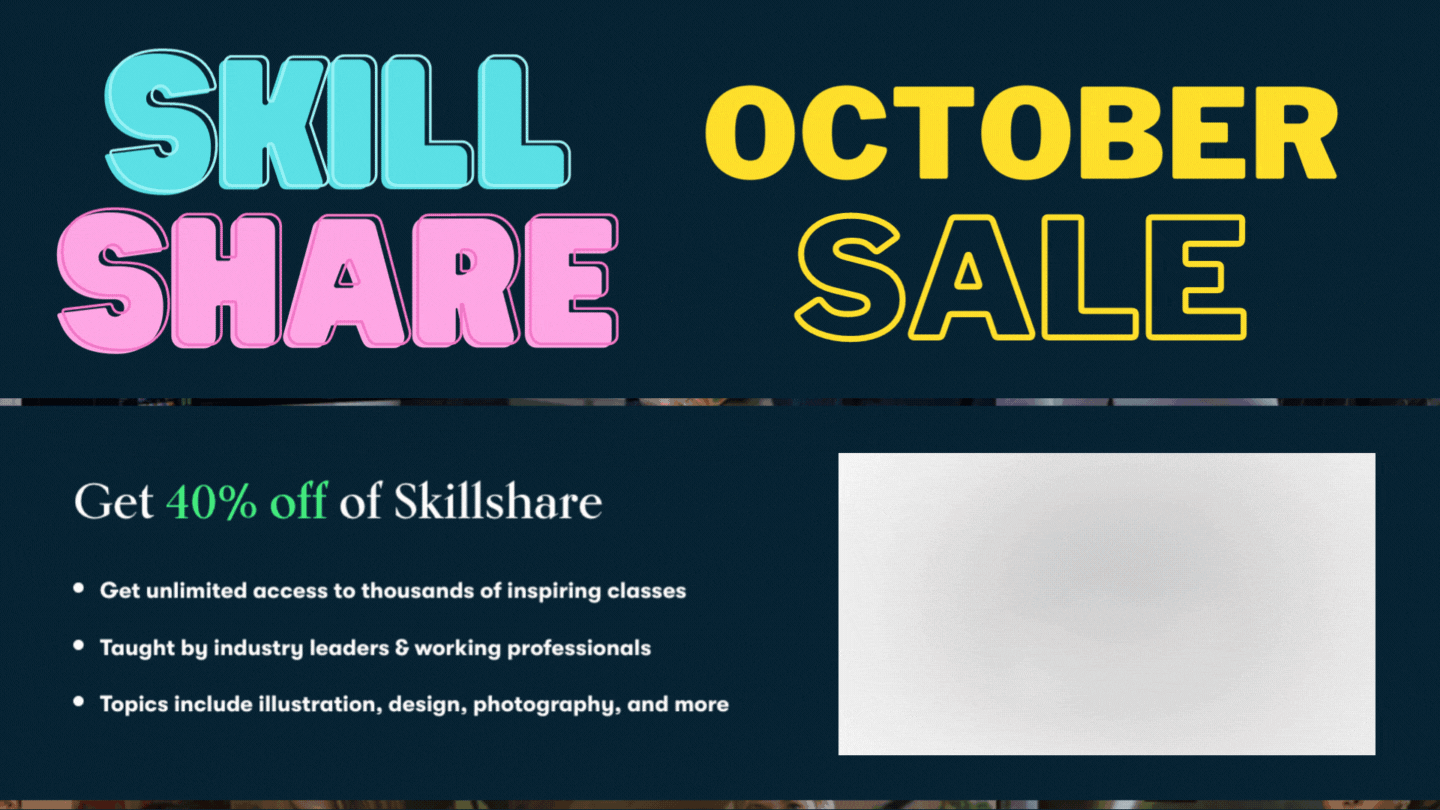 SKILL
SHARE
OCTOBER
SALE
Get 40% off of Skillshare
• Get unlimited access to thousands of inspiring classes
• Taught by industry leaders & working professionals
• Topics include illustration, design, photography, and more